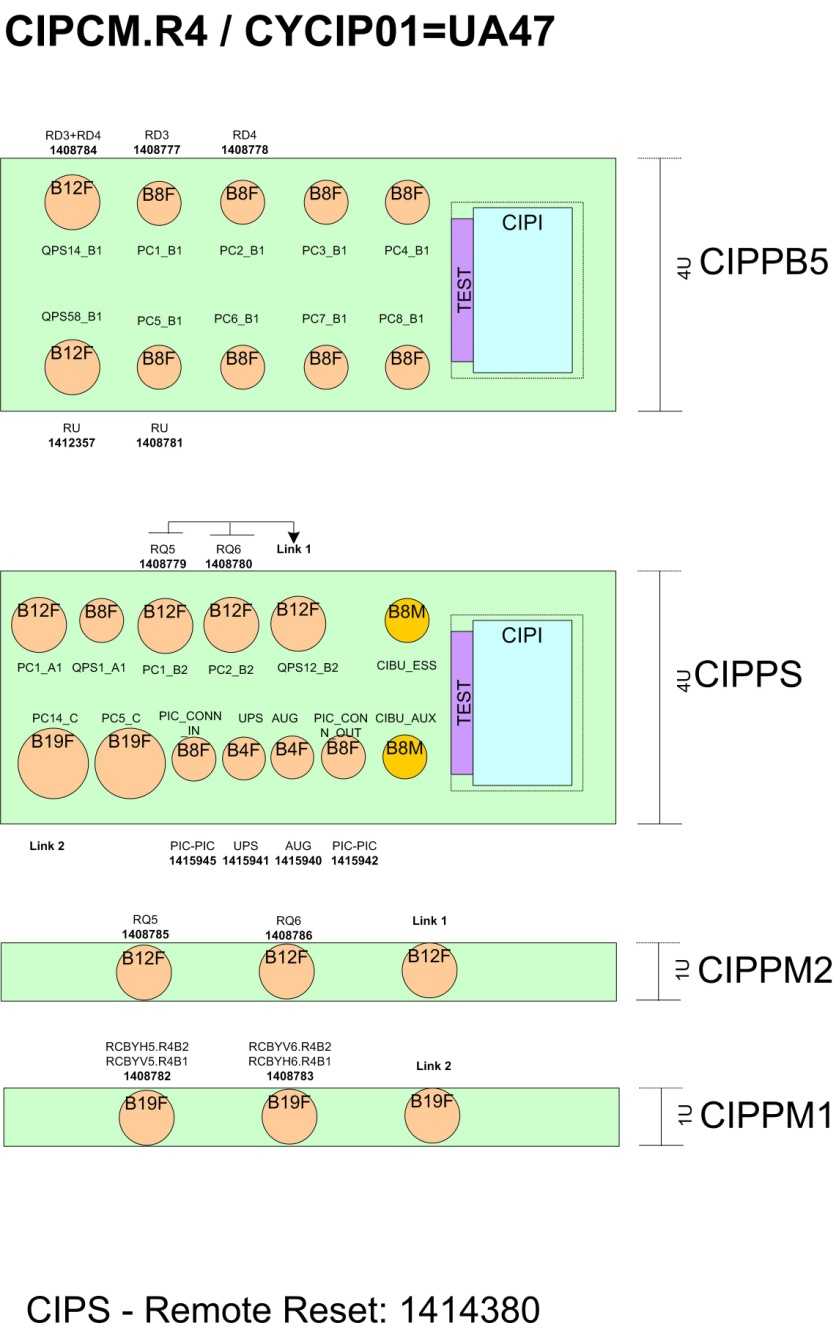 CIPCM.R4 / CYCIP01=UA47
RD3+RD4 RD3 RD4
1408784 1408777 1408778
B12F B8F B8F B8F B8F
CIPI
QPS14_B1 PC1_B1 PC2_B1 PC3_B1 PC4_B1
TEST
4U CIPPB5
QPS58_B1 PC5_B1 PC6_B1 PC7_B1 PC8_B1
B12F B8F B8F B8F B8F
RU RU
1412357 1408781
RQ5 RQ6 Link 1
1408779 1408780
B12F B8F B12F B12F B12F B8M
CIPI
PC1_A1 QPS1_A1 PC1_B2 PC2_B2 QPS12_B2 CIBU_ESS
TEST
4U CIPPS
PC14_C PC5_C PIC_CONN UPS AUG PIC_CON CIBU_AUX
_IN N_OUT
B19F B19F B8F B4F B4F B8F B8M
Link 2 PIC-PIC UPS AUG PIC-PIC
1415945 1415941 1415940 1415942
RQ5 RQ6 Link 1
1408785 1408786
B12F B12F B12F
1U CIPPM2
RCBYH5.R4B2 RCBYV6.R4B2
RCBYV5.R4B1 RCBYH6.R4B1 Link 2
1408782 1408783
B19F B19F B19F
1U CIPPM1
CIPS - Remote Reset: 1414380